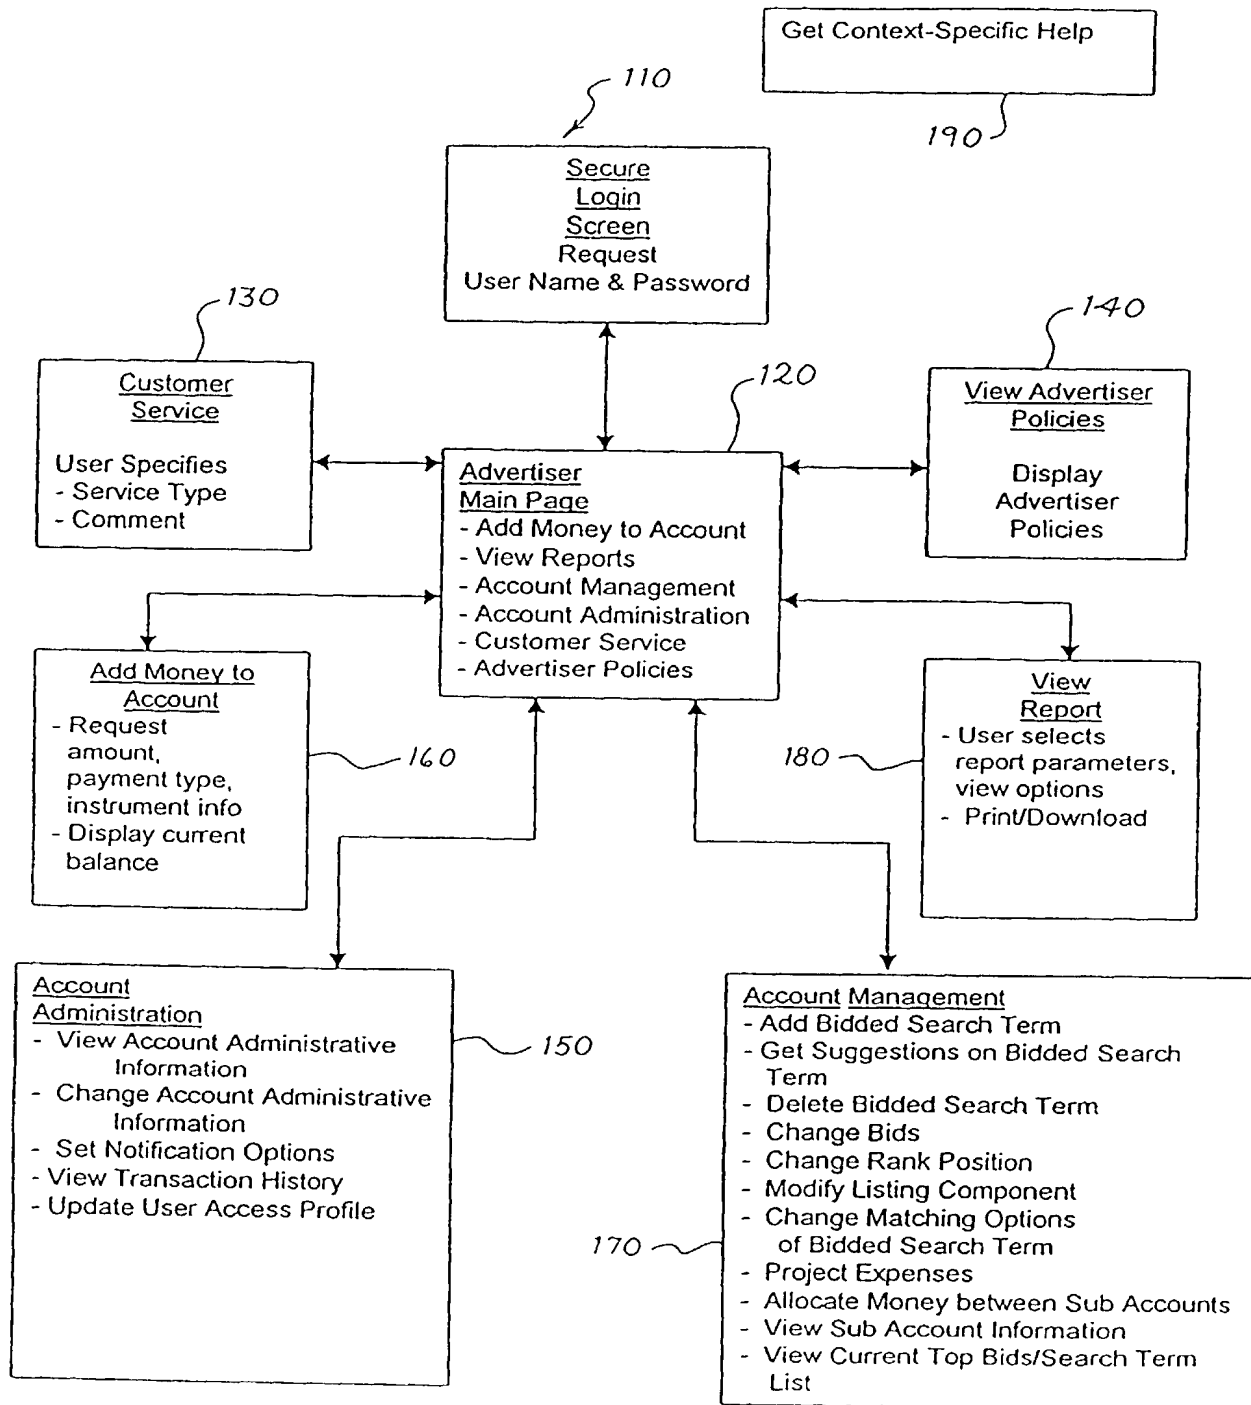 Get Context-Specific Help
190
110
Secure
Login
Screen
Request
User Name & Password
130
Customer
Service
User Specifies
- Service Type
- Comment
120
Advertiser
Main Page
- Add Money to Account
- View Reports
- Account Management
- Account Administration
- Customer Service
- Advertiser Policies
140
View Advertiser
Policies
Display
Advertiser
Policies
Add Money to
Account
- Request
amount,
payment type,
instrument info
- Display current
balance
160
180
View
Report
- User selects
report parameters,
view options
- Print/Download
Account
Administration
- View Account Administrative
Information
- Change Account Administrative
Information
- Set Notification Options
- View Transaction History
- Update User Access Profile
150
170
Account Management
- Add Bidded Search Term
- Get Suggestions on Bidded Search
Term
- Delete Bidded Search Term
- Change Bids
- Change Rank Position
- Modify Listing Component
- Change Matching Options
of Bidded Search Term
- Project Expenses
- Allocate Money between Sub Accounts
- View Sub Account Information
- View Current Top Bids/Search Term
List